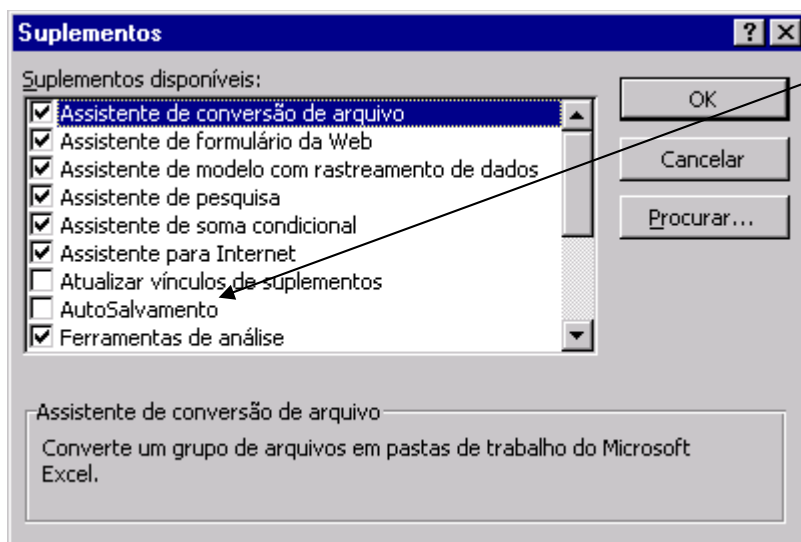 Suplementos
Suplementos disponíveis:
Assistente de conversão de arquivo
Assistente de formulário da Web
Assistente de modelo com rastreamento de dados
Assistente de pesquisa
Assistente de soma condicional
Assistente para Internet
Atualizar vínculos de suplementos
AutoSalvamento
Ferramentas de análise
OK
Cancelar
Procurar...
Assistente de conversão de arquivo
Converte um grupo de arquivos em pastas de trabalho do Microsoft
Excel.